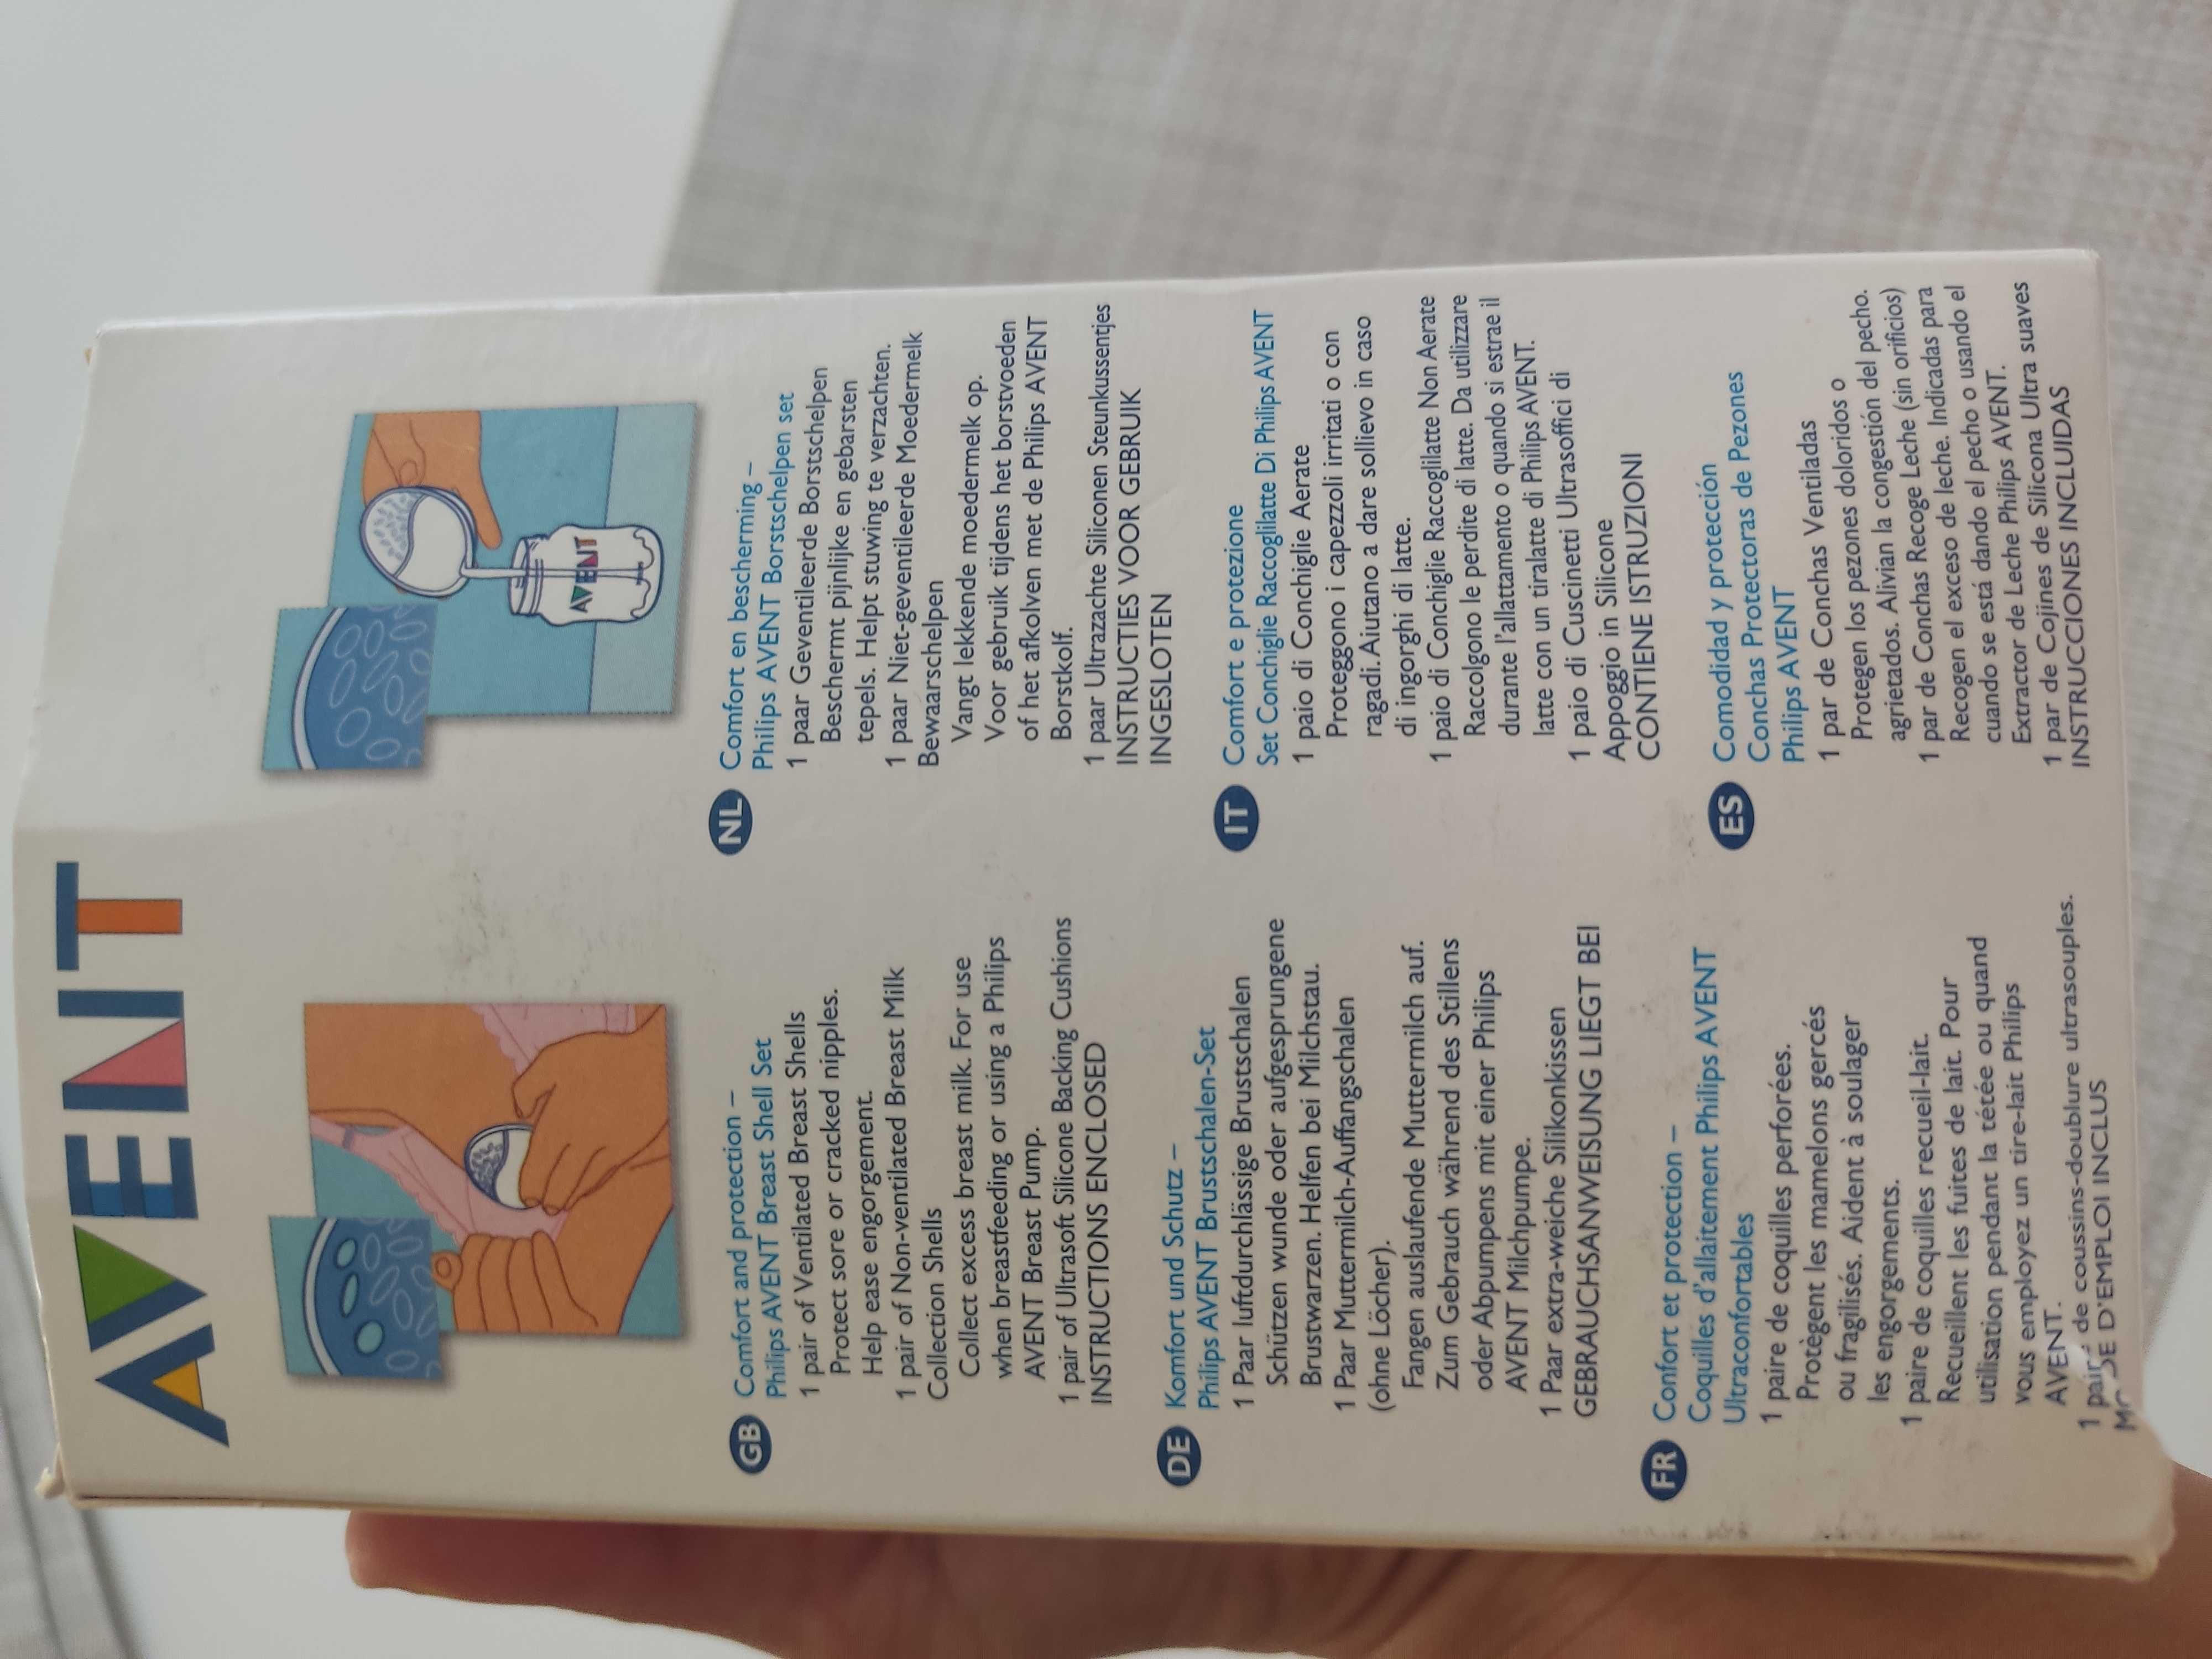 AVENT
AVENT
GB
Comfort and protection –
Philips AVENT Breast Shell Set
1 pair of Ventilated Breast Shells
Protect sore or cracked nipples.
Help ease engorgement.
1 pair of Non-ventilated Breast Milk
Collection Shells
Collect excess breast milk. For use
when breastfeeding or using a Philips
AVENT Breast Pump.
1 pair of Ultrasoft Silicone Backing Cushions
INSTRUCTIONS ENCLOSED
DE
Komfort und Schutz –
Philips AVENT Brustschalen-Set
1 Paar luftdurchlässige Brustschalen
Schützen wunde oder aufgesprungene
Brustwarzen. Helfen bei Milchstau.
1 Paar Muttermilch-Auffangschalen
(ohne Löcher).
Fangen auslaufende Muttermilch auf.
Zum Gebrauch während des Stillens
oder Abpumpens mit einer Philips
AVENT Milchpumpe.
1 Paar extra-weiche Silikonkissen
GEBRAUCHSANWEISUNG LIEGT BEI
FR
Confort et protection –
Coquilles d'allaitement Philips AVENT
Ultraconfortables
1 paire de coquilles perforées.
Protègent les mamelons gercés
ou fragilisés. Aident à soulager
les engorgements.
1 paire de coquilles recueil-lait.
Recueillent les fuites de lait. Pour
utilisation pendant la tétée ou quand
vous employez un tire-lait Philips
AVENT.
1 de coussins-doublure ultrasouples.
D'EMPLOI INCLUS
NL
Comfort en bescherming –
Philips AVENT Borstschelpen set
1 paar Geventileerde Borstschelpen
Beschermt pijnlijke en gebarsten
tepels. Helpt stuwing te verzachten.
1 paar Niet-geventileerde Moedermelk
Bewaarschelpen
Vangt lekkende moedermelk op.
Voor gebruik tijdens het borstvoeden
of het afkolven met de Philips AVENT
Borstkolf.
1 paar Ultrazachte Siliconen Steunkussentjes
INSTRUCTIES VOOR GEBRUIK
INGESLOTEN
IT
Comfort e protezione
Set Conchiglie Raccoglilatte Di Philips AVENT
1 paio di Conchiglie Aerate
Proteggono i capezzoli irritati o con
ragadi. Aiutano a dare sollievo in caso
di ingorghi di latte.
1 paio di Conchiglie Raccoglilatte Non Aerate
Raccolgono le perdite di latte. Da utilizzare
durante l'allattamento o quando si estrae il
latte con un tiralatte di Philips AVENT.
1 paio di Cuscinetti Ultrasoffici di
Appoggio in Silicone
CONTIENE ISTRUZIONI
ES
Comodidad y protección
Conchas Protectoras de Pezones
Philips AVENT
1 par de Conchas Ventiladas
Protegen los pezones doloridos o
agrietados. Alivian la congestión del pecho.
1 par de Conchas Recoge Leche (sin orificios)
Recogen el exceso de leche. Indicadas para
cuando se está dando el pecho o usando el
Extractor de Leche Philips AVENT.
1 par de Cojines de Silicona Ultra suaves
INSTRUCCIONES INCLUIDAS